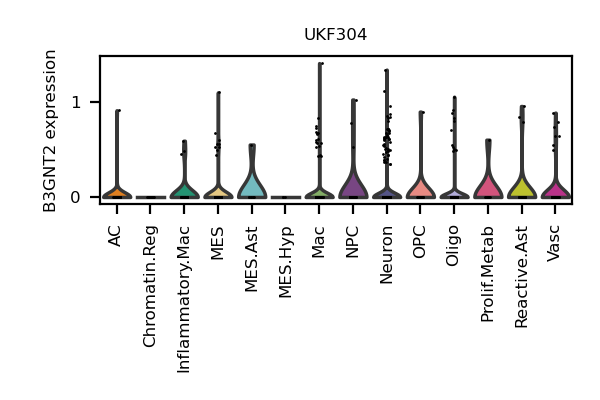 UKF304
B3GNT2 expression
1
0
AC
Chromatin.Reg
Inflammatory.Mac
MES
MES.Ast
MES.Hyp
Mac
NPC
Neuron
OPC
Oligo
Prolif.Metab
Reactive.Ast
Vasc